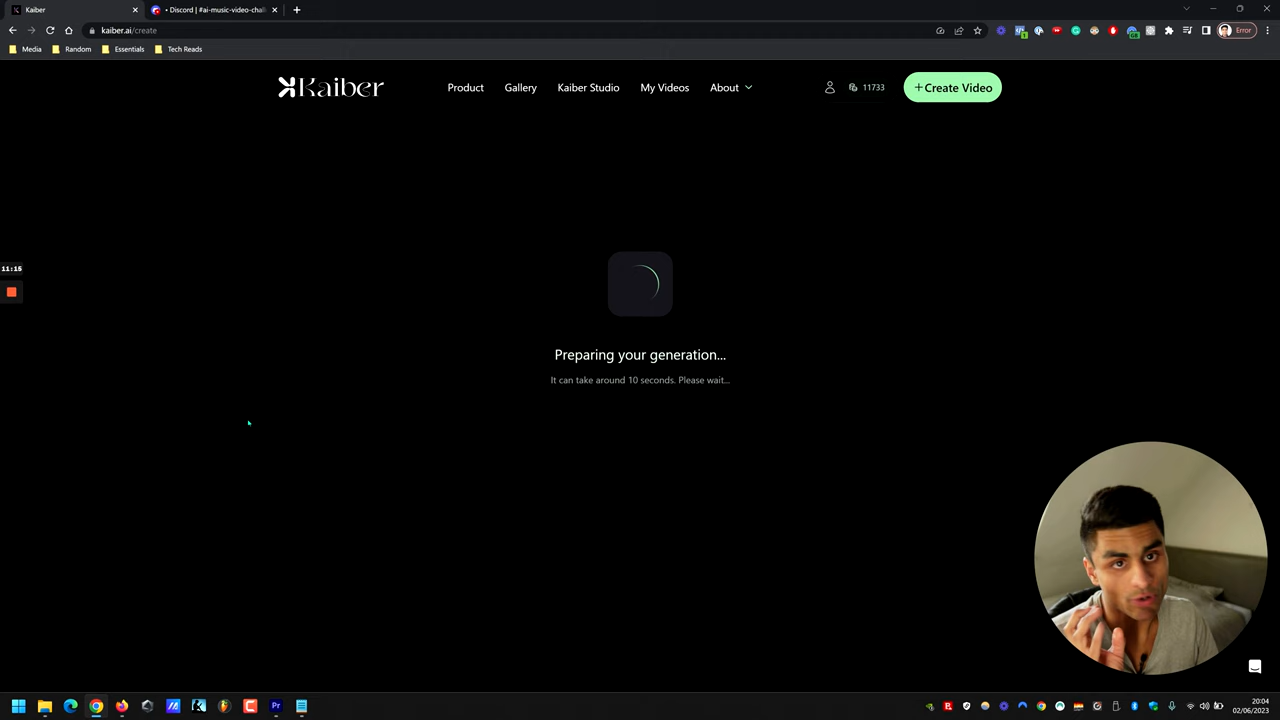 Kaiber
• Discord | #ai-music-video-chal
kaiber.ai/create
Error
Media
Random
Essentials
Tech Reads
Kaiber
Product
Gallery
Kaiber Studio
My Videos
About
11733
+Create Video
11:15
Preparing your generation...
It can take around 10 seconds. Please wait...
Pr
20:04
02/06/2023